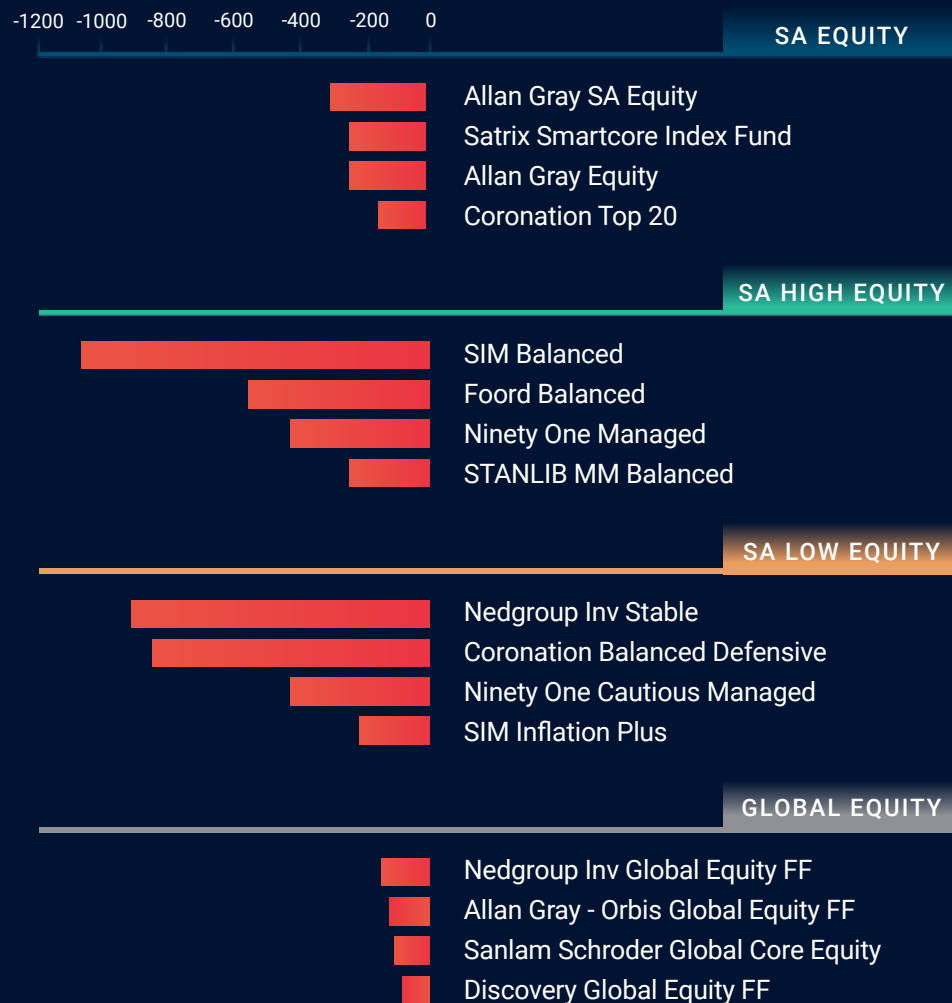 -1200 -1000 -800 -600 -400 -200 0
SA EQUITY
Allan Gray SA Equity
Satrix Smartcore Index Fund
Allan Gray Equity
Coronation Top 20
SA HIGH EQUITY
SIM Balanced
Foord Balanced
Ninety One Managed
STANLIB MM Balanced
SA LOW EQUITY
Nedgroup Inv Stable
Coronation Balanced Defensive
Ninety One Cautious Managed
SIM Inflation Plus
GLOBAL EQUITY
Nedgroup Inv Global Equity FF
Allan Gray - Orbis Global Equity FF
Sanlam Schroder Global Core Equity
Discovery Global Equity FF